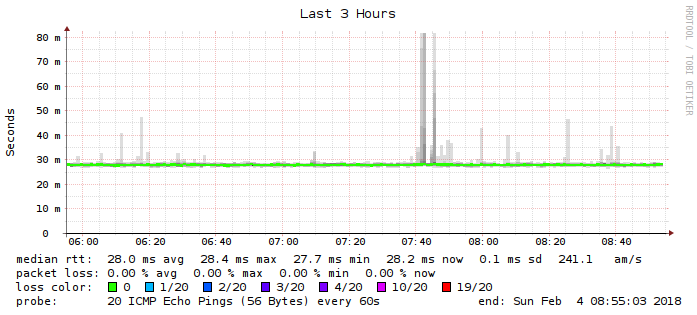 Last 3 Hours
RRDTOOL / TOBI OETIKER
Seconds
80 m
70 m
60 m
50 m
40 m
30 m
20 m
10 m
0
06:00 06:20 06:40 07:00 07:20 07:40 08:00 08:20 08:40
median rtt: 28.0 ms avg 28.4 ms max 27.7 ms min 28.2 ms now 0.1 ms sd 241.1 am/s
packet loss: 0.00 % avg 0.00 % max 0.00 % min 0.00 % now
loss color: 0 1/20 2/20 3/20 4/20 10/20 19/20
probe: 20 ICMP Echo Pings (56 Bytes) every 60s end: Sun Feb 4 08:55:03 2018